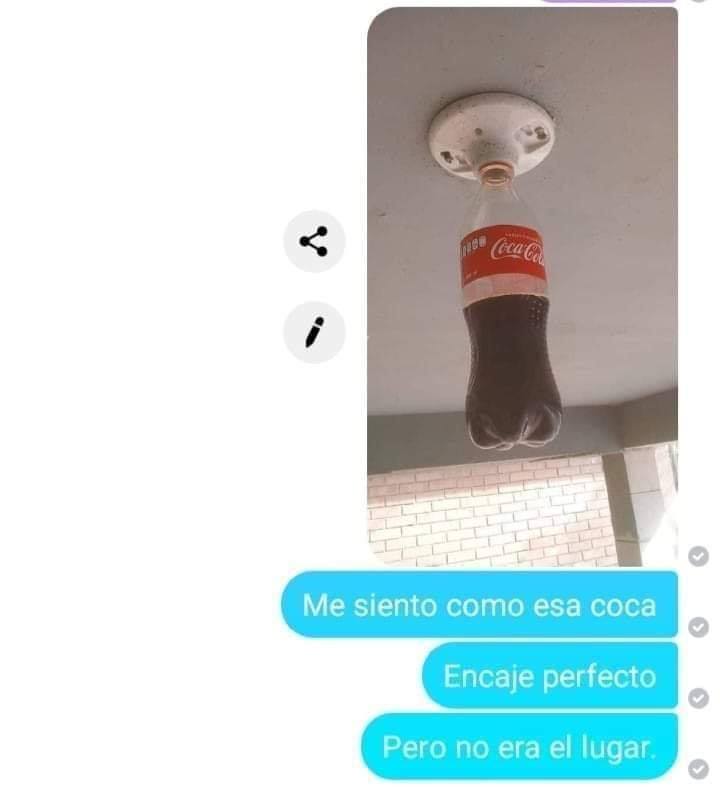 Coca-Cola
Me siento como esa coca
Encaje perfecto
Pero no era el lugar.